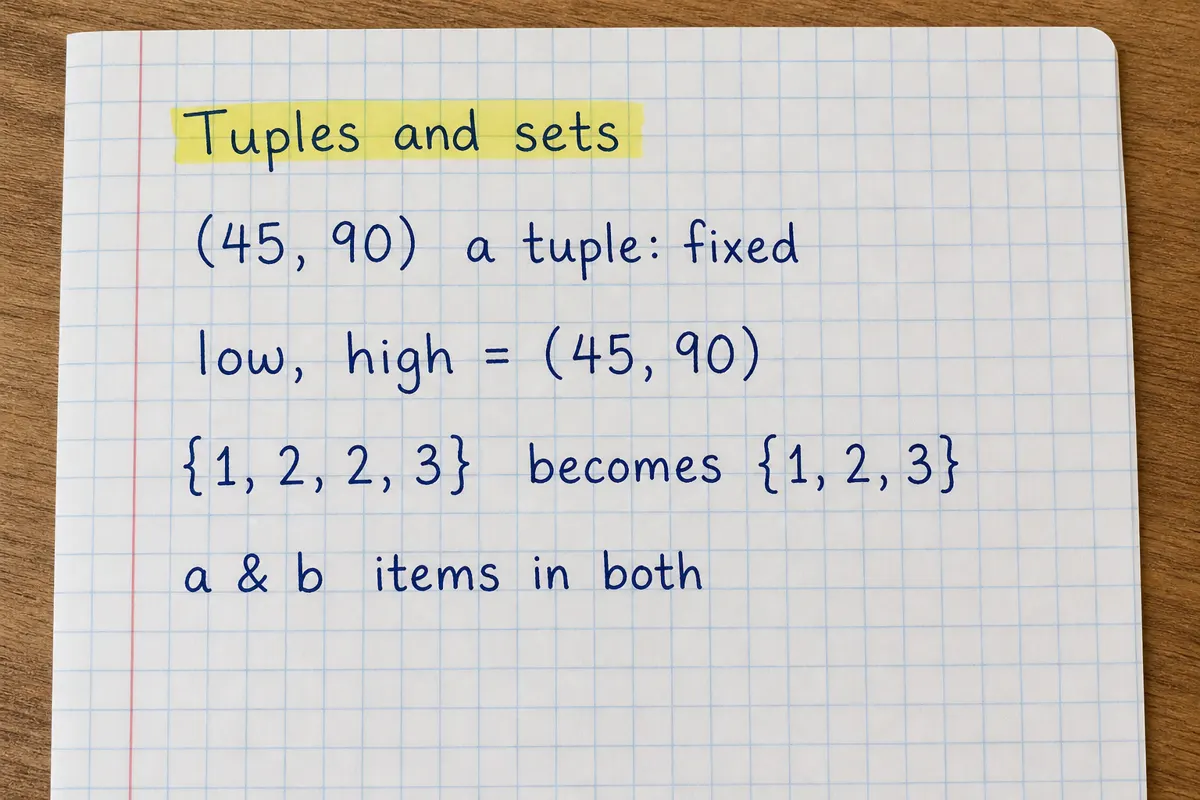 Tuples and sets
(45, 90) a tuple: fixed
low, high = (45, 90)
{1, 2, 2, 3} becomes {1, 2, 3}
a & b items in both